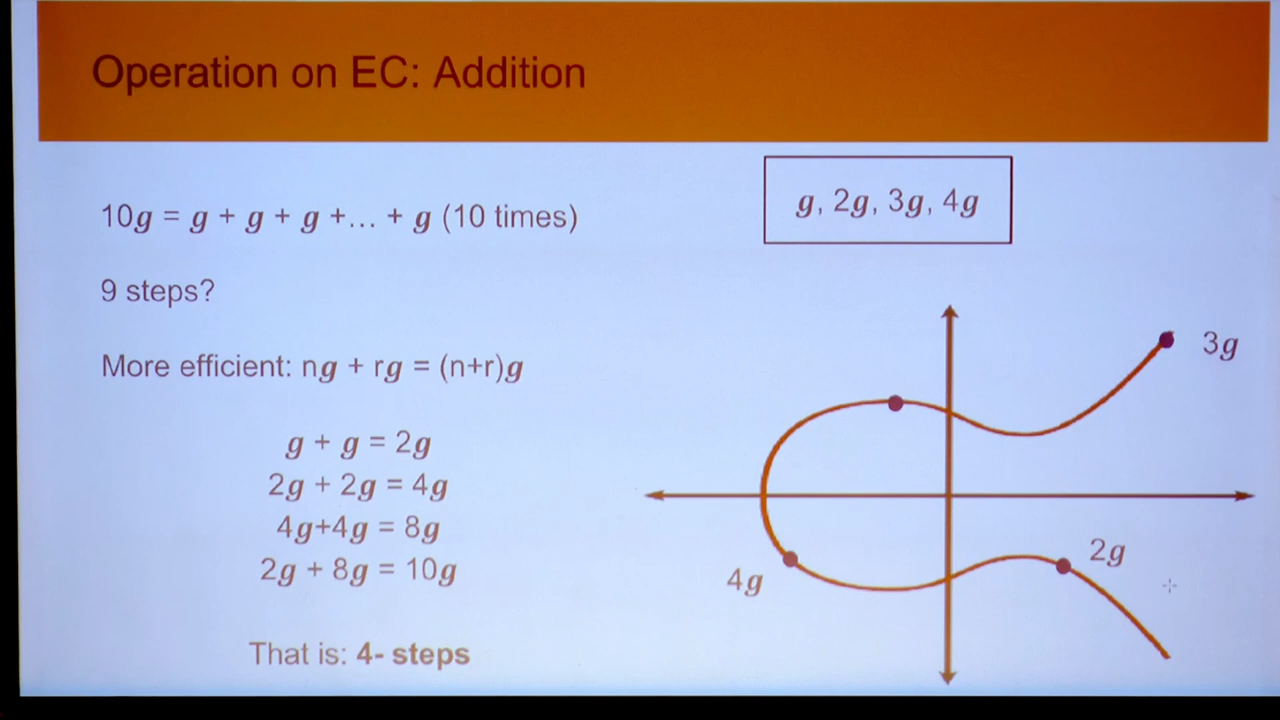 Operation on EC: Addition
10g = g + g + g +... + g (10 times)
g, 2g, 3g, 4g
9 steps?
More efficient: ng + rg = (n+r)g
g + g = 2g
2g + 2g = 4g
4g+4g = 8g
2g + 8g = 10g
That is: 4- steps
3g
2g
4g